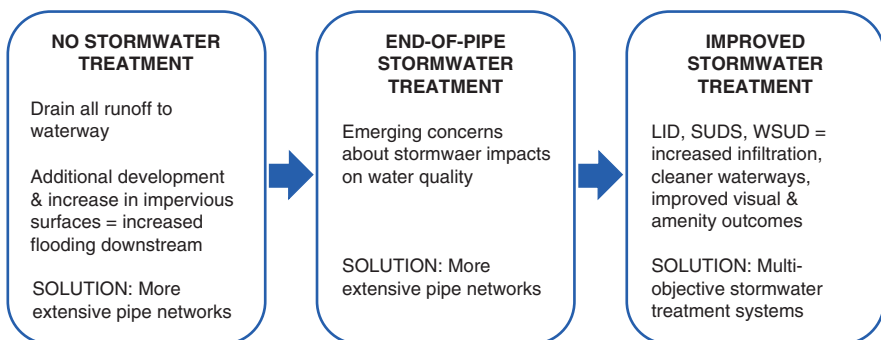 NO STORMWATER
TREATMENT
Drain all runoff to
waterway
Additional development
& increase in impervious
surfaces = increased
flooding downstream
SOLUTION: More
extensive pipe networks
END-OF-PIPE
STORMWATER
TREATMENT
Emerging concerns
about stormwaer impacts
on water quality
SOLUTION: More
extensive pipe networks
IMPROVED
STORMWATER
TREATMENT
LID, SUDS, WSUD =
increased infiltration,
cleaner waterways,
improved visual &
amenity outcomes
SOLUTION: Multi-
objective stormwater
treatment systems